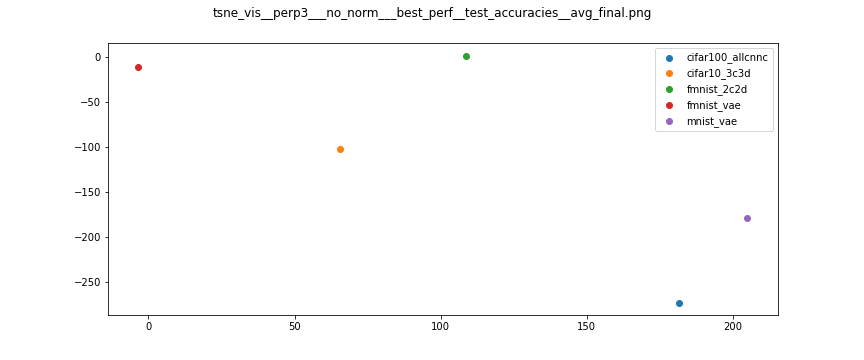 tsne_vis__perp3___no_norm___best_perf__test_accuracies__avg_final.png
0
−50
−100
−150
−200
−250
cifar100_allcnnc
cifar10_3c3d
fmnist_2c2d
fmnist_vae
mnist_vae
0
50
100
150
200